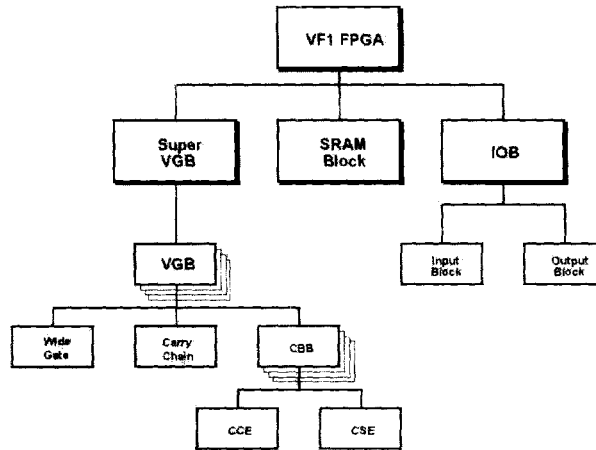 VF1 FPGA
Super
VGB
SRAM
Block
IOB
VGB
Input
Block
Output
Block
Wide
Gate
Carry
Chain
CBB
CCE
CSE